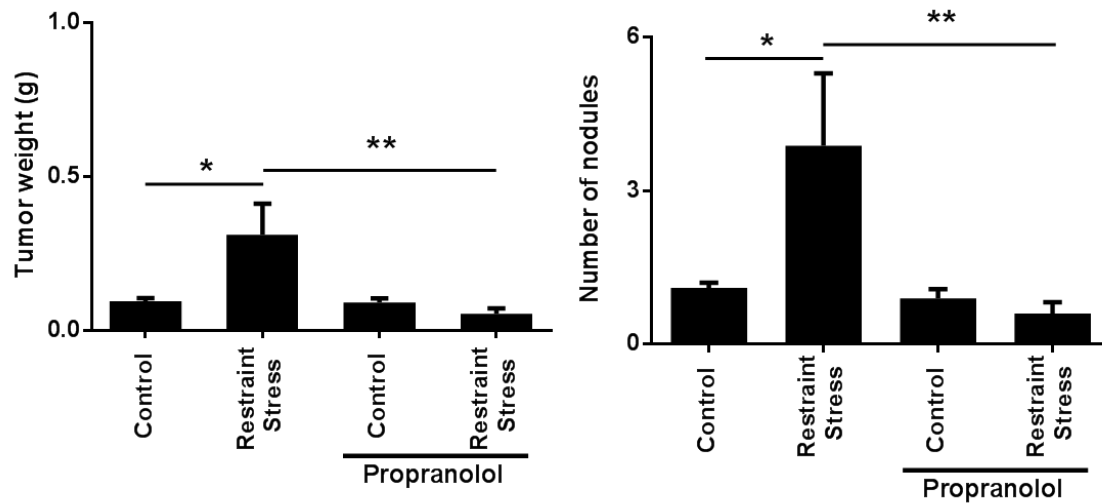 Tumor weight (g)
1.0
0.5
0.0
*
**
Control
Restraint
Stress
Control
Restraint
Stress
Propranolol
Number of nodules
6
3
0
*
**
Control
Restraint
Stress
Control
Restraint
Stress
Propranolol